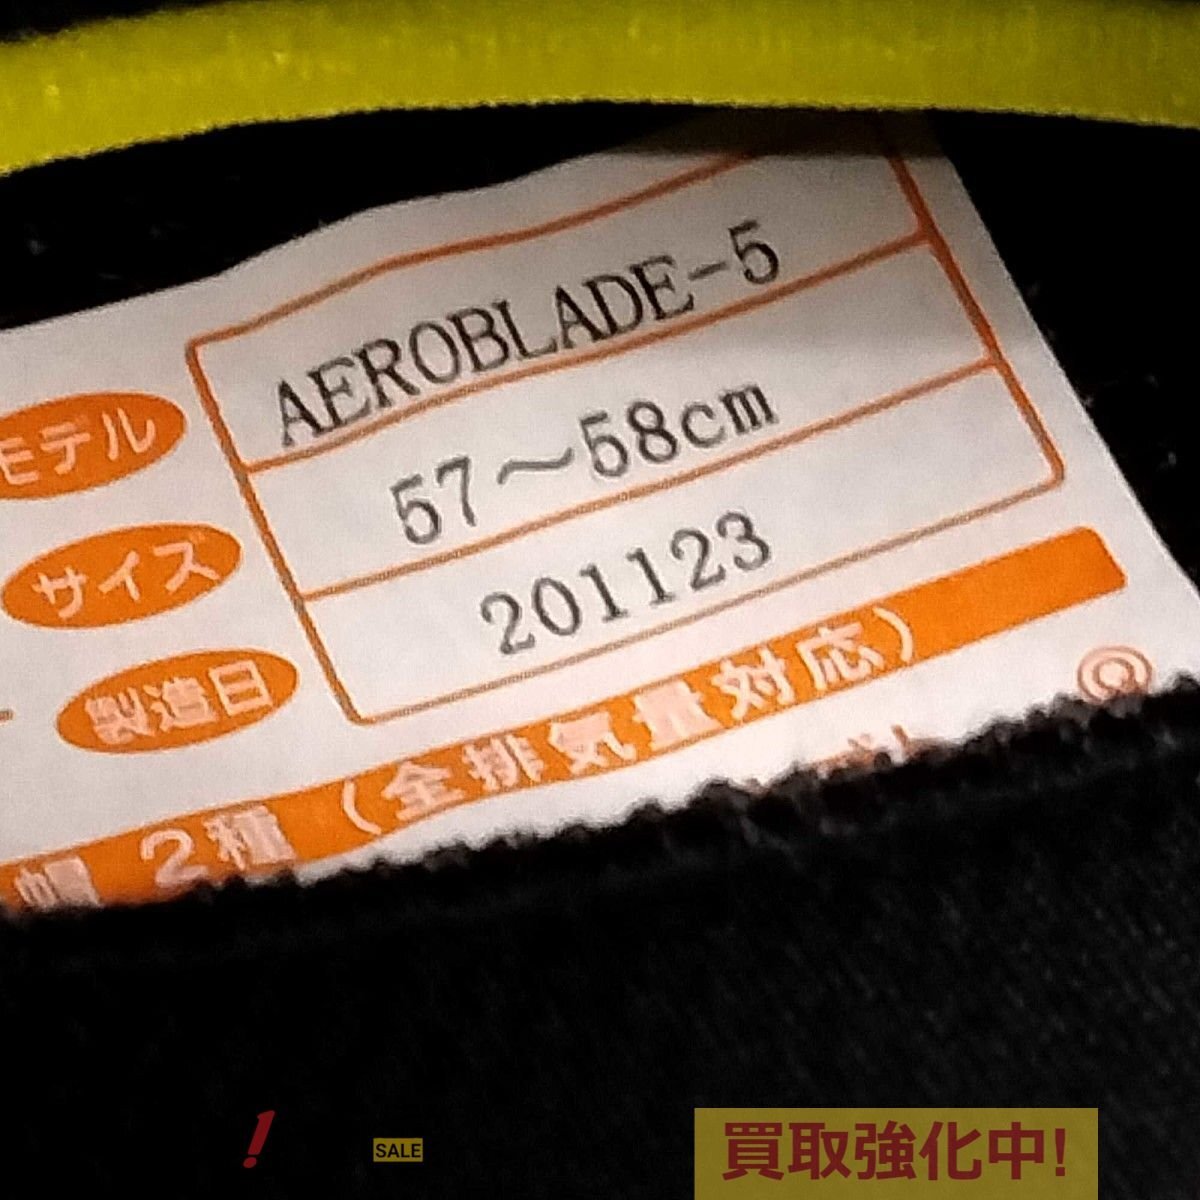 モデル AEROBLADE-5
サイズ 57～58cm
製造日 201123
帽 2種（全排気量対応）
! SALE 買取強化中!